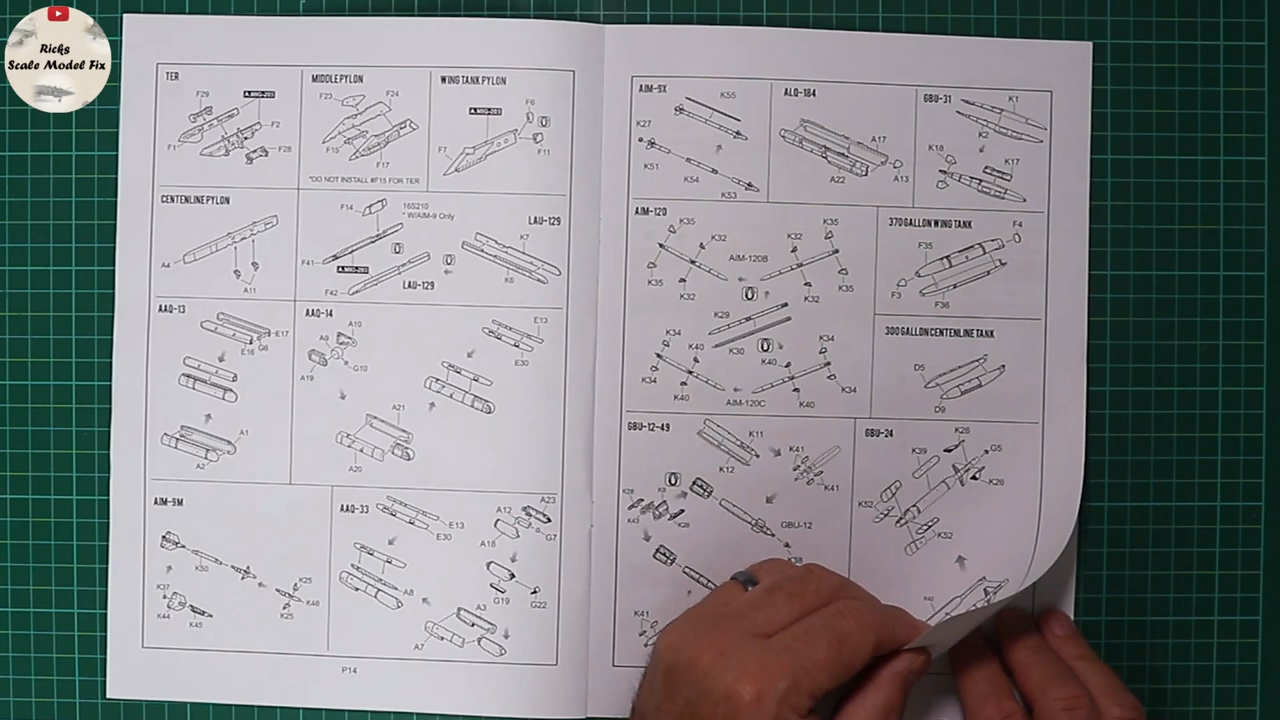 Ricks
Scale Model Fix
TER
F29
A.MIG-203
F2
F1
F28
MIDDLE PYLON
F23
F24
F15
F17
*DO NOT INSTALL #F15 FOR TER
WING TANK PYLON
A.MIG-203
F6
F7
F11
CENTENLINE PYLON
A4
A11
F14
16S210
* W/AIM-9 Only
LAU-129
K7
F41
A.MIG-203
K6
F42
LAU-129
AAQ-13
E17
G6
E16
A1
A2
AAQ-14
A10
A9
G10
A19
E13
E30
A21
A20
AIM-9M
K50
K37
K44
K45
K25
K48
K25
AAQ-33
E13
E30
A23
A12
A18
G7
A8
G19
G22
A3
A7
P14
AIM-9X
K55
K27
K51
K54
K53
ALQ-184
A17
A22
A13
GBU-31
K1
K2
K18
K17
AIM-120
K35
K32
K35
K32
AIM-120B
K35
K32
K32
K35
K29
K30
K34
K40
K34
K40
K34
K40
K34
K40
AIM-120C
370 GALLON WING TANK
F4
F35
F3
F36
300 GALLON CENTENLINE TANK
D5
D9
GBU-12-49
K11
K12
K41
K41
GBU-12
K41
GBU-24
K26
G5
K39
K26
K52
K52